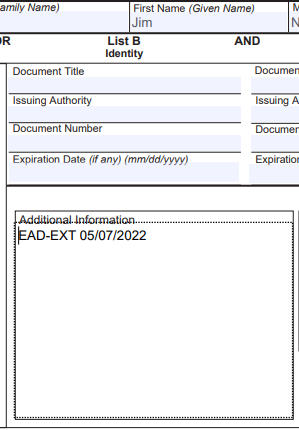 amily Name) First Name (Given Name) M
Jim N
OR List B AND
Identity
Document Title Documen
Issuing Authority Issuing A
Document Number Documen
Expiration Date (if any) (mm/dd/yyyy) Expiration
Additional Information
EAD-EXT 05/07/2022